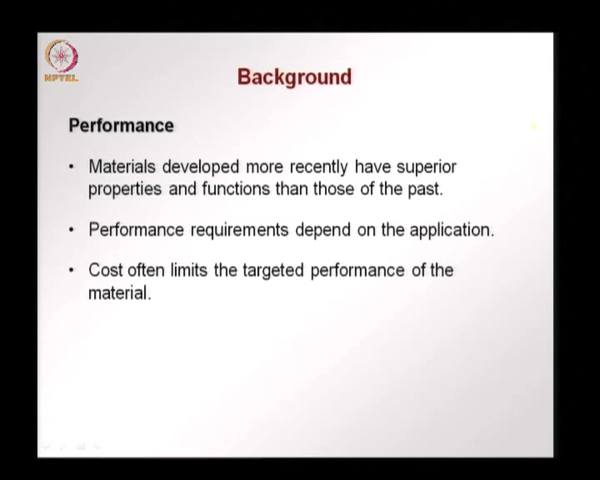 NPTEL
Background
Performance
• Materials developed more recently have superior
properties and functions than those of the past.
• Performance requirements depend on the application.
• Cost often limits the targeted performance of the
material.